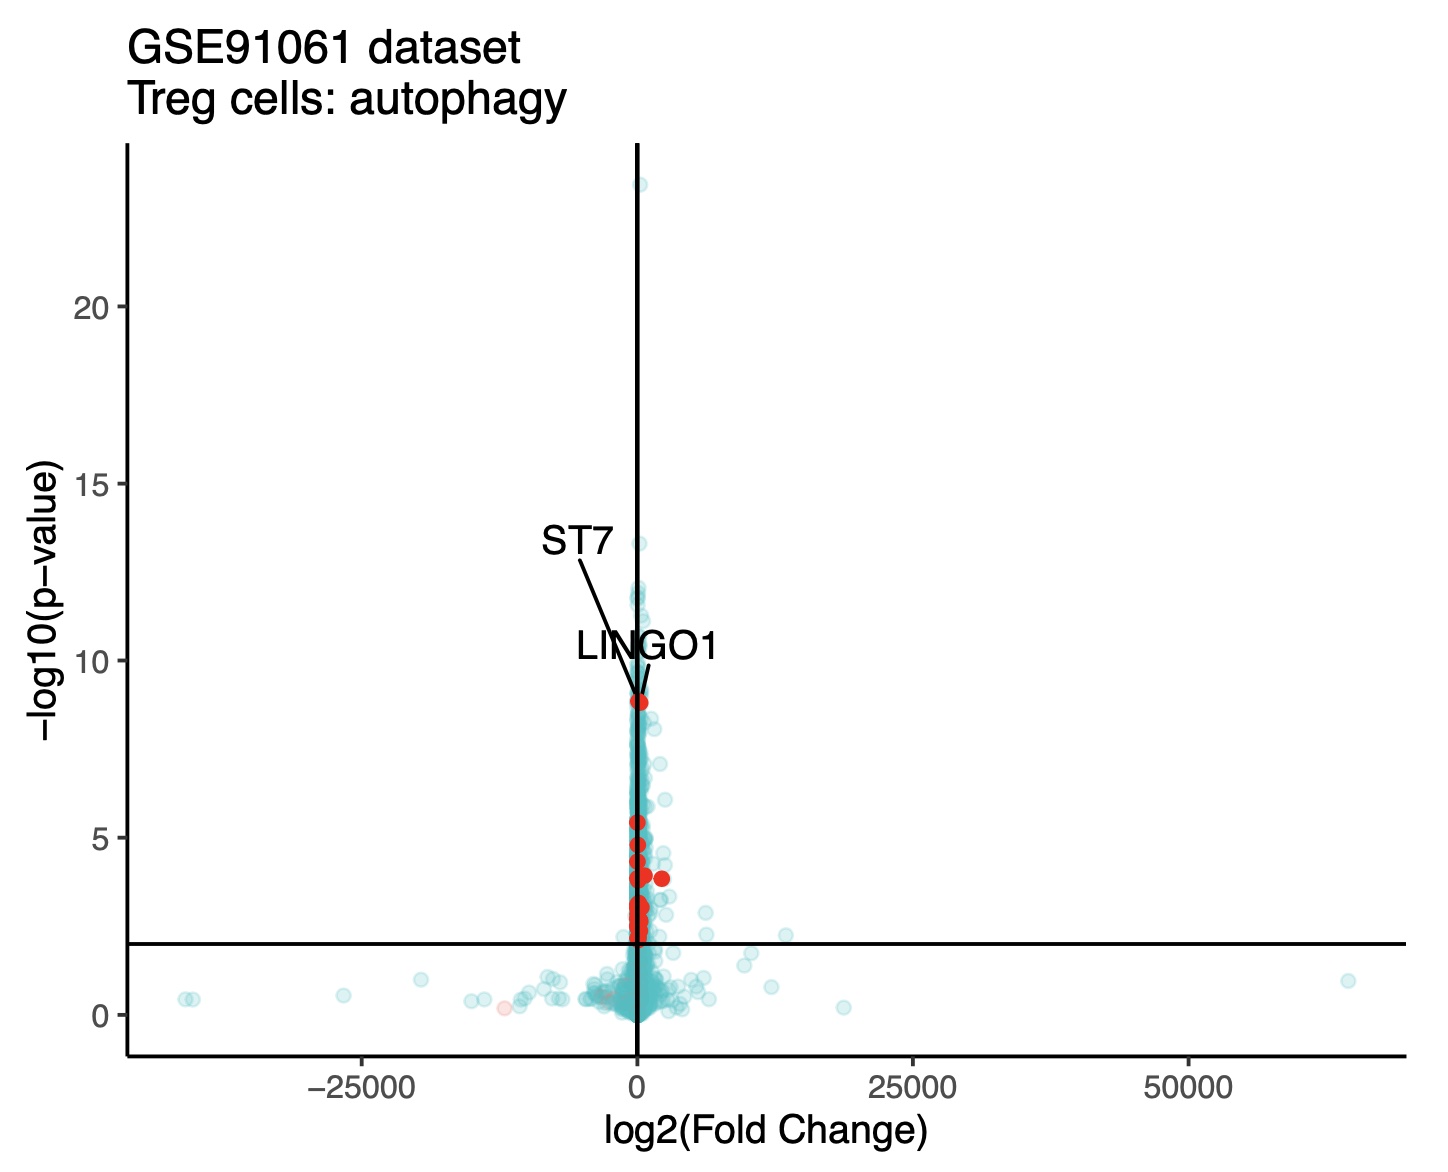 GSE91061 dataset
Treg cells: autophagy
−log10(p−value)
20
15
10
5
0
ST7
LINGO1
−25000
0
25000
50000
log2(Fold Change)